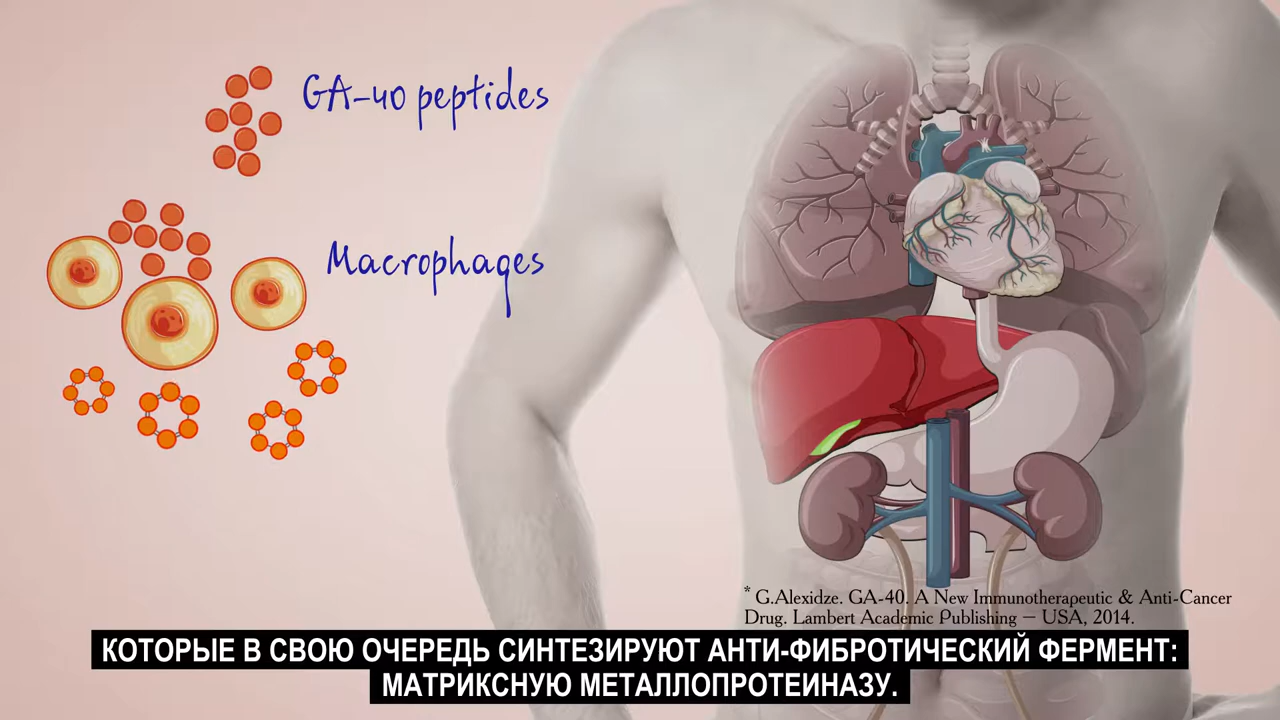 GA-40 peptides
Macrophages
* G.Alexidze. GA-40. A New Immunotherapeutic & Anti-Cancer
Drug. Lambert Academic Publishing – USA, 2014.
КОТОРЫЕ В СВОЮ ОЧЕРЕДЬ СИНТЕЗИРУЮТ АНТИ-ФИБРОТИЧЕСКИЙ ФЕРМЕНТ:
МАТРИКСНУЮ МЕТАЛЛОПРОТЕИНАЗУ.